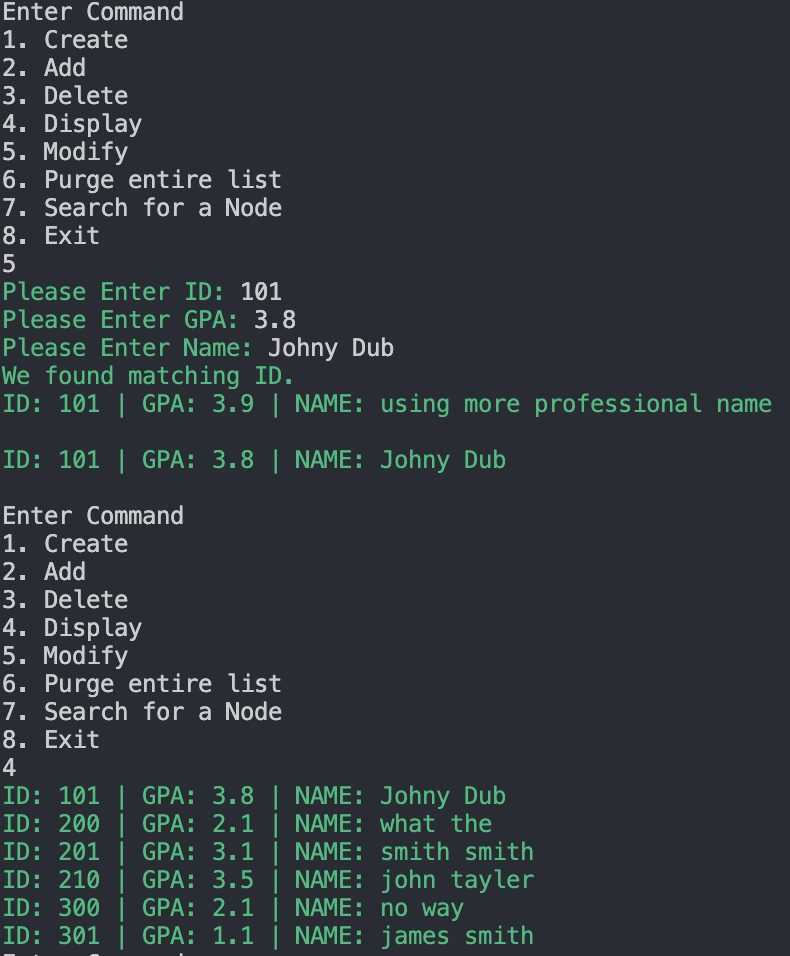 Enter Command
1. Create
2. Add
3. Delete
4. Display
5. Modify
6. Purge entire list
7. Search for a Node
8. Exit
5
Please Enter ID: 101
Please Enter GPA: 3.8
Please Enter Name: Johny Dub
We found matching ID.
ID: 101 | GPA: 3.9 | NAME: using more professional name
ID: 101 | GPA: 3.8 | NAME: Johny Dub
Enter Command
1. Create
2. Add
3. Delete
4. Display
5. Modify
6. Purge entire list
7. Search for a Node
8. Exit
4
ID: 101 | GPA: 3.8 | NAME: Johny Dub
ID: 200 | GPA: 2.1 | NAME: what the
ID: 201 | GPA: 3.1 | NAME: smith smith
ID: 210 | GPA: 3.5 | NAME: john tayler
ID: 300 | GPA: 2.1 | NAME: no way
ID: 301 | GPA: 1.1 | NAME: james smith